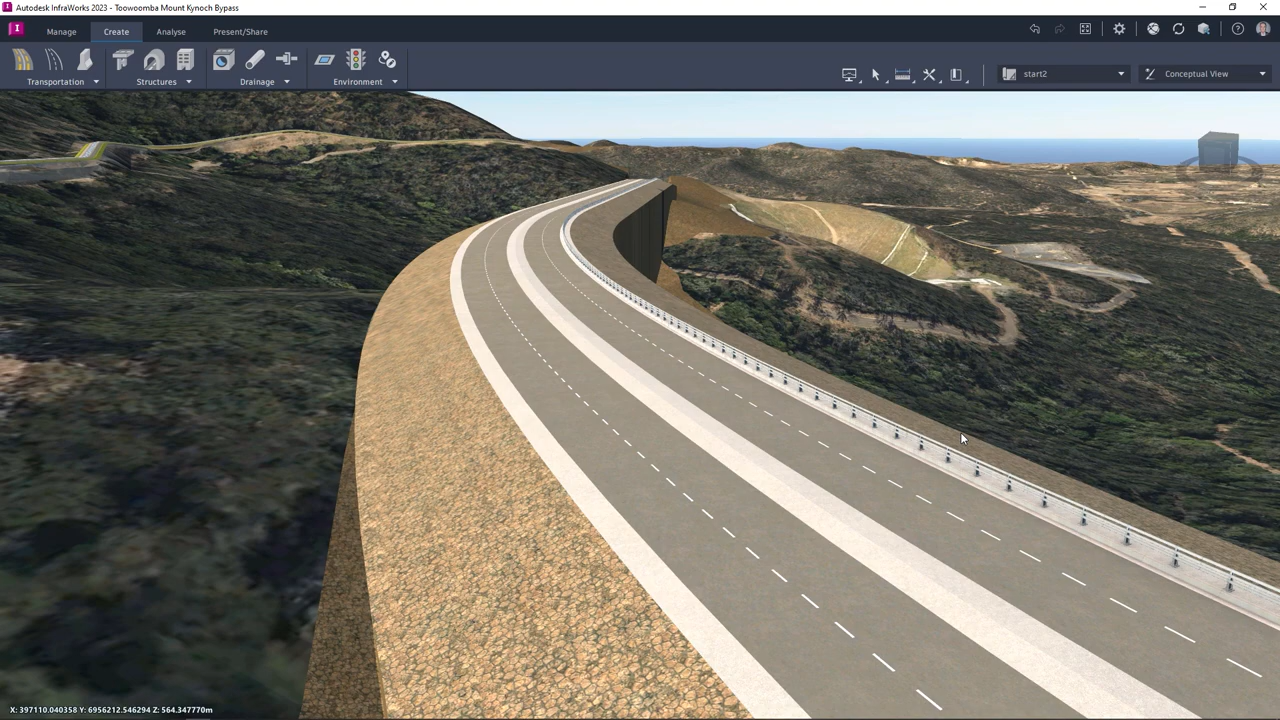 Autodesk InfraWorks 2023 - Toowoomba Mount Kynoch Bypass
Manage Create Analyse Present/Share
Transportation Structures Drainage Environment
start2 Conceptual View
X: 397110.040358 Y: 6956212.546294 Z: 564.347770m